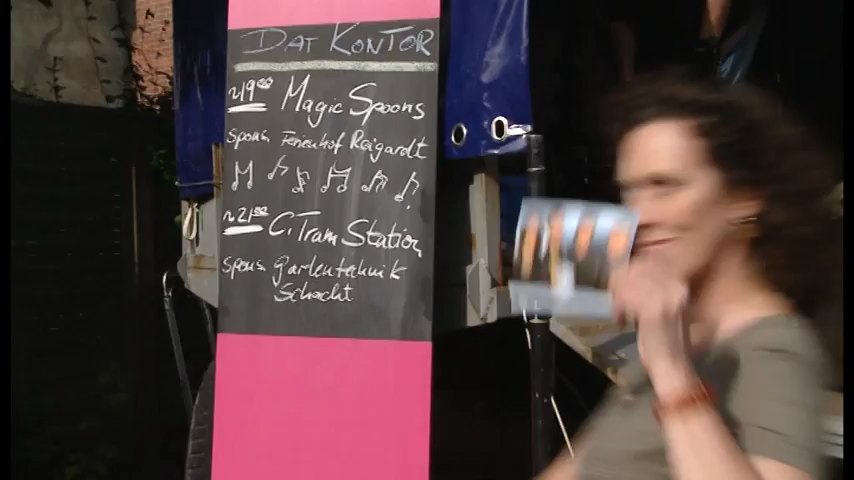 DAT KONTOR
~19⁰⁰ Magic Spoons
spons. Ferienhof Reigardt
~21⁰⁰ C. Tram Station
spons. Gartentechnik
Schacht